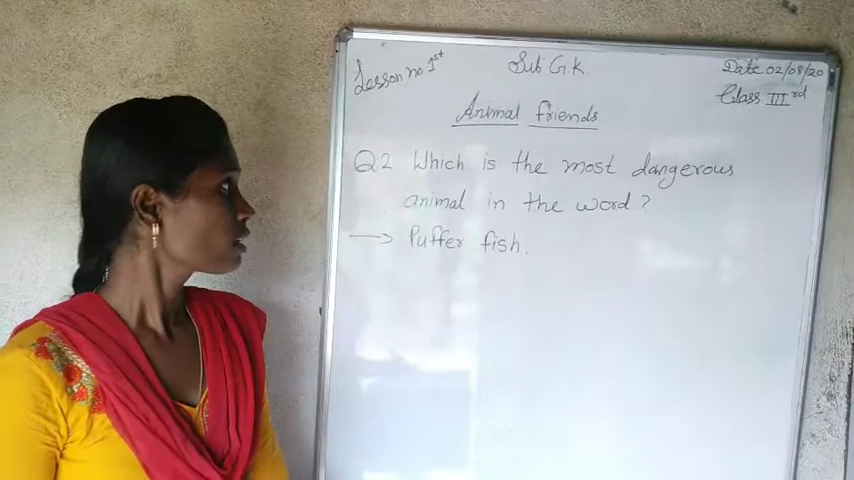 Lesson no 1st Sub G.K. Date 02/08/20
Class IIIrd
Animal friends
Q2 Which is the most dangerous
animal in the word?
→ Puffer fish.